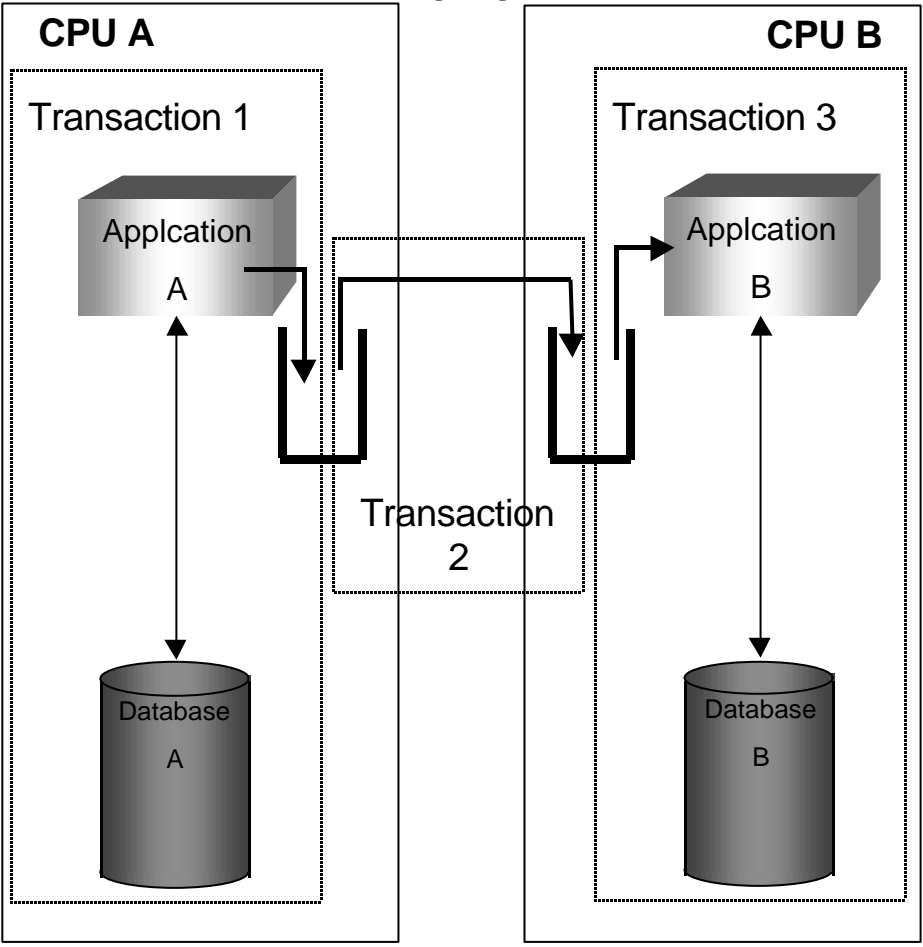 CPU A
CPU B
Transaction 1
Transaction 3
Applcation
A
Applcation
B
Transaction
2
Database
A
Database
B